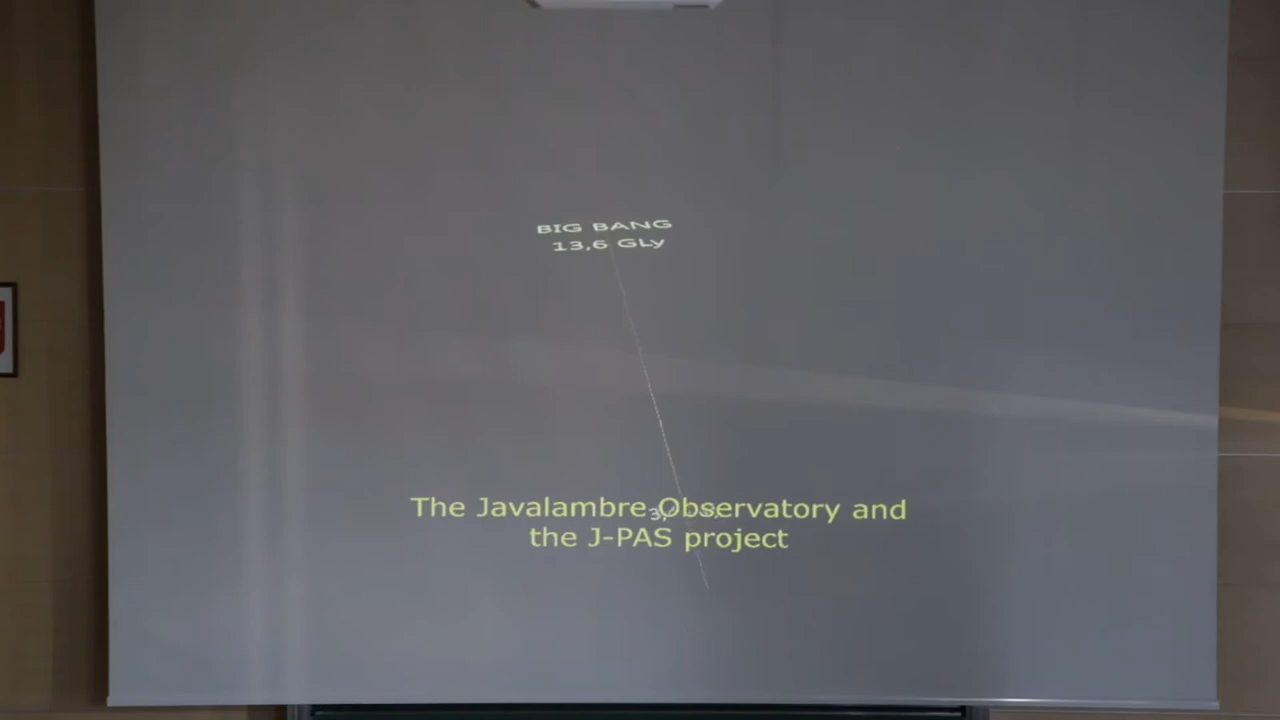 BIG BANG
13,6 GLy
The Javalambre Observatory and
the J-PAS project